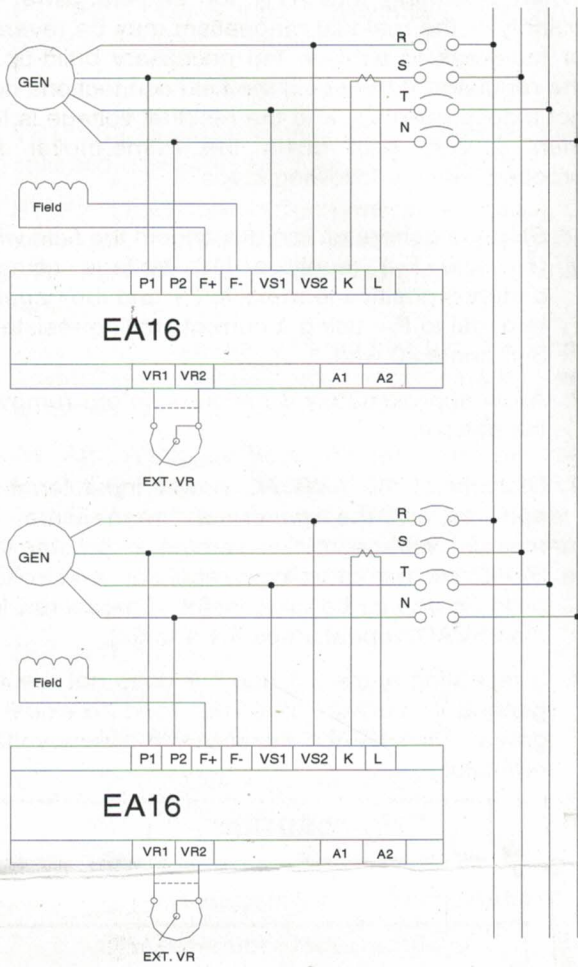 R
S
GEN
T
N
Field
P1 P2 F+ F- VS1 VS2 K L
EA16
VR1 VR2 A1 A2
EXT. VR
R
S
GEN
T
N
Field
P1 P2 F+ F- VS1 VS2 K L
EA16
VR1 VR2 A1 A2
EXT. VR